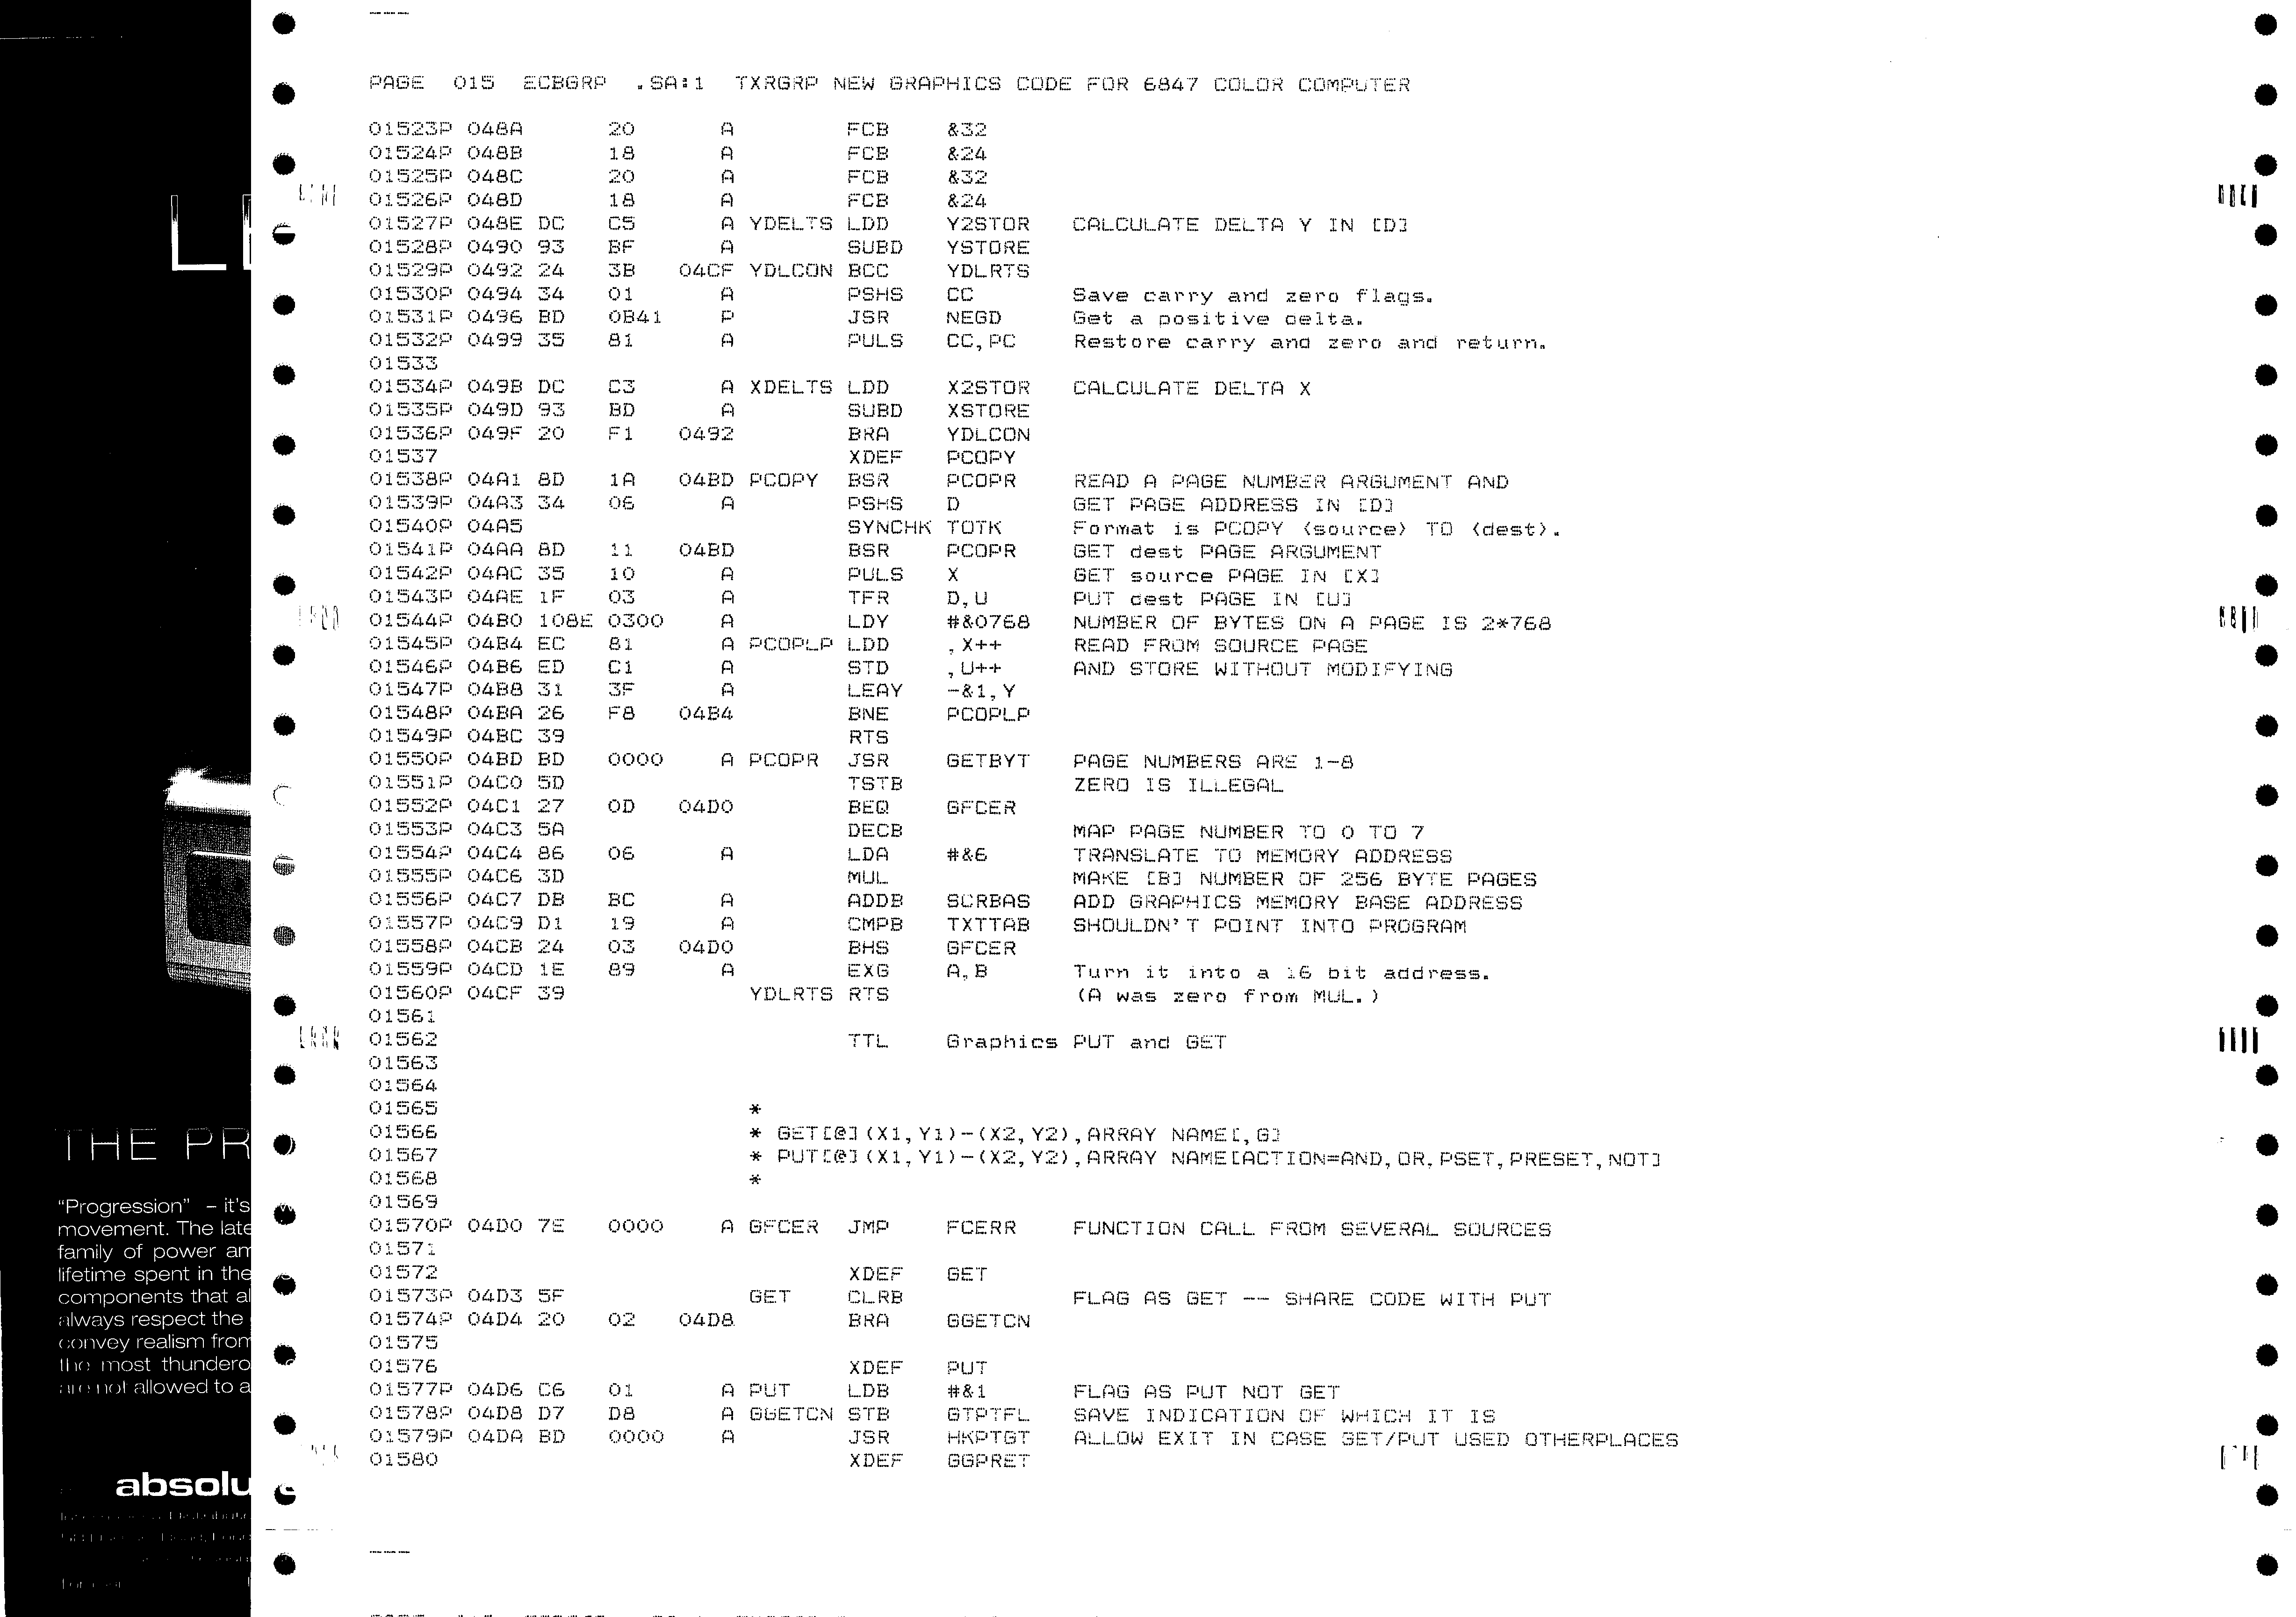 PAGE 015 ECBGRP .SA:1 TXRGRP NEW GRAPHICS CODE FOR 6847 COLOR COMPUTER
01523P 048A 20 A FCB &32
01524P 048B 18 A FCB &24
01525P 048C 20 A FCB &32
01526P 048D 18 A FCB &24
01527P 048E DC C5 A YDELTS LDD Y2STOR CALCULATE DELTA Y IN [D]
01528P 0490 93 BF A SUBD YSTORE
01529P 0492 24 3B 04CF YDLCON BCC YDLRTS
01530P 0494 34 01 A PSHS CC Save carry and zero flags.
01531P 0496 BD 0B41 P JSR NEGD Get a positive delta.
01532P 0499 35 81 A PULS CC,PC Restore carry and zero and return.
01533
01534P 049B DC C3 A XDELTS LDD X2STOR CALCULATE DELTA X
01535P 049D 93 BD A SUBD XSTORE
01536P 049F 20 F1 0492 BRA YDLCON
01537 XDEF PCOPY
01538P 04A1 8D 1A 04BD PCOPY BSR PCOPR READ A PAGE NUMBER ARGUMENT AND
01539P 04A3 34 06 A PSHS D GET PAGE ADDRESS IN [D]
01540P 04A5 SYNCHK TOTK Format is PCOPY <source> TO <dest>.
01541P 04AA 8D 11 04BD BSR PCOPR GET dest PAGE ARGUMENT
01542P 04AC 35 10 A PULS X GET source PAGE IN [X]
01543P 04AE 1F 03 A TFR D,U PUT dest PAGE IN [U]
01544P 04B0 108E 0300 A LDY #&0768 NUMBER OF BYTES ON A PAGE IS 2*768
01545P 04B4 EC 81 A PCOPLP LDD ,X++ READ FROM SOURCE PAGE
01546P 04B6 ED C1 A STD ,U++ AND STORE WITHOUT MODIFYING
01547P 04B8 31 3F A LEAY -&1,Y
01548P 04BA 26 F8 04B4 BNE PCOPLP
01549P 04BC 39 RTS
01550P 04BD BD 0000 A PCOPR JSR GETBYT PAGE NUMBERS ARE 1-8
01551P 04C0 5D TSTB ZERO IS ILLEGAL
01552P 04C1 27 0D 04D0 BEQ GFCER
01553P 04C3 5A DECB MAP PAGE NUMBER TO 0 TO 7
01554P 04C4 86 06 A LDA #&6 TRANSLATE TO MEMORY ADDRESS
01555P 04C6 3D MUL MAKE [B] NUMBER OF 256 BYTE PAGES
01556P 04C7 DB BC A ADDB SCRBAS ADD GRAPHICS MEMORY BASE ADDRESS
01557P 04C9 D1 19 A CMPB TXTTAB SHOULDN'T POINT INTO PROGRAM
01558P 04CB 24 03 04D0 BHS GFCER
01559P 04CD 1E 89 A EXG A,B Turn it into a 16 bit address.
01560P 04CF 39 YDLRTS RTS (A was zero from MUL.)
01561
01562 TTL Graphics PUT and GET
01563
01564
01565 *
01566 * GET[@](X1,Y1)-(X2,Y2),ARRAY NAME[,G]
01567 * PUT[@](X1,Y1)-(X2,Y2),ARRAY NAME[ACTION=AND,OR,PSET,PRESET,NOT]
01568 *
01569
01570P 04D0 7E 0000 A GFCER JMP FCERR FUNCTION CALL FROM SEVERAL SOURCES
01571
01572 XDEF GET
01573P 04D3 5F GET CLRB FLAG AS GET -- SHARE CODE WITH PUT
01574P 04D4 20 02 04D8 BRA GGETCN
01575
01576 XDEF PUT
01577P 04D6 C6 01 A PUT LDB #&1 FLAG AS PUT NOT GET
01578P 04D8 D7 D8 A GGETCN STB GTPTFL SAVE INDICATION OF WHICH IT IS
01579P 04DA BD 0000 A JSR HKPTGT ALLOW EXIT IN CASE GET/PUT USED OTHERPLACES
01580 XDEF GGPRET
THE PR
"Progression" – it's
movement. The late
family of power am
lifetime spent in the
components that al
always respect the
convey realism from
the most thundero
are not allowed to a
absolu